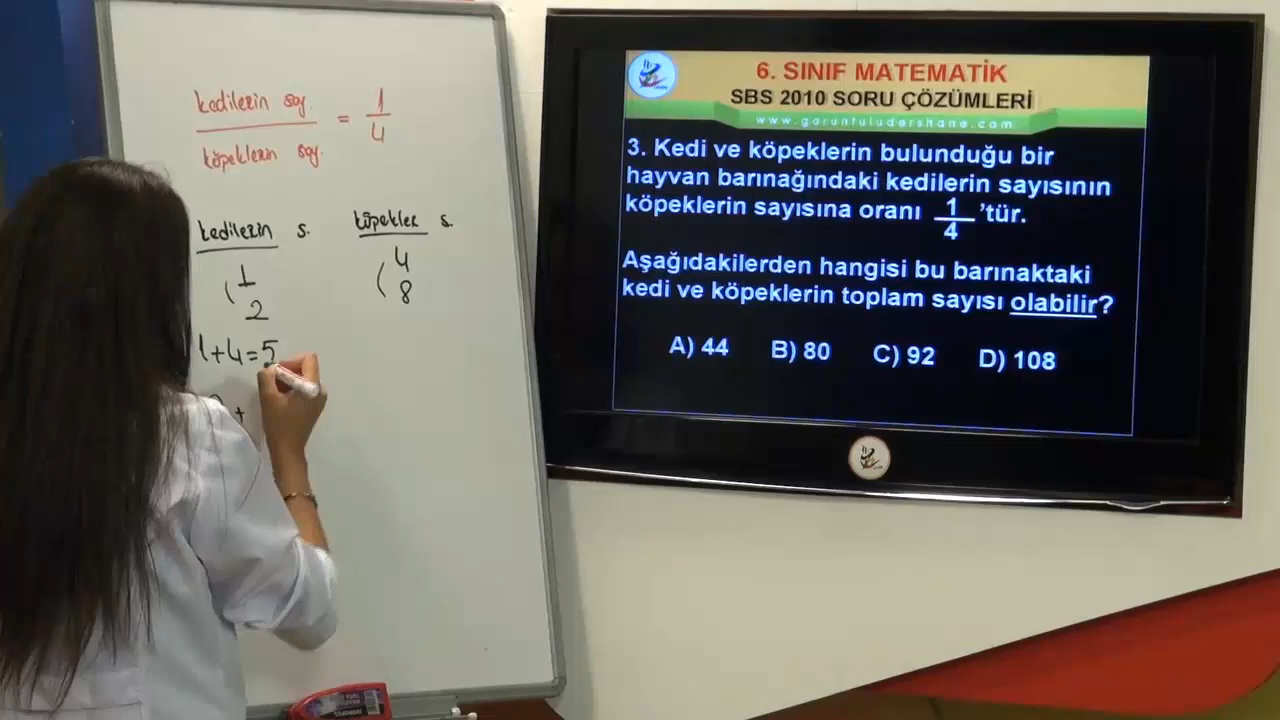 kedilerin say.
köpeklerin say.
= 1/4
kedilerin s. köpekler s.
1 4
2 8
1+4=5
+
6. SINIF MATEMATİK
SBS 2010 SORU ÇÖZÜMLERİ
www.goruntuludershane.com
3. Kedi ve köpeklerin bulunduğu bir
hayvan barınağındaki kedilerin sayısının
köpeklerin sayısına oranı 1/4 'tür.
Aşağıdakilerden hangisi bu barınaktaki
kedi ve köpeklerin toplam sayısı olabilir?
A) 44 B) 80 C) 92 D) 108